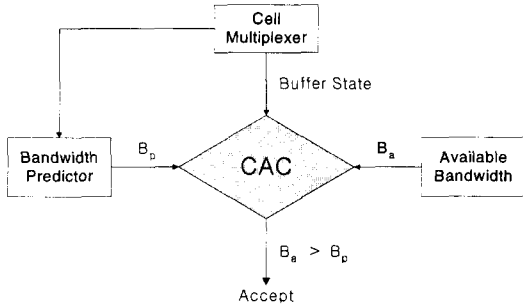 Cell
Multiplexer
Buffer State
Bandwidth
Predictor
Bp
CAC
Ba
Available
Bandwidth
Ba > Bp
Accept